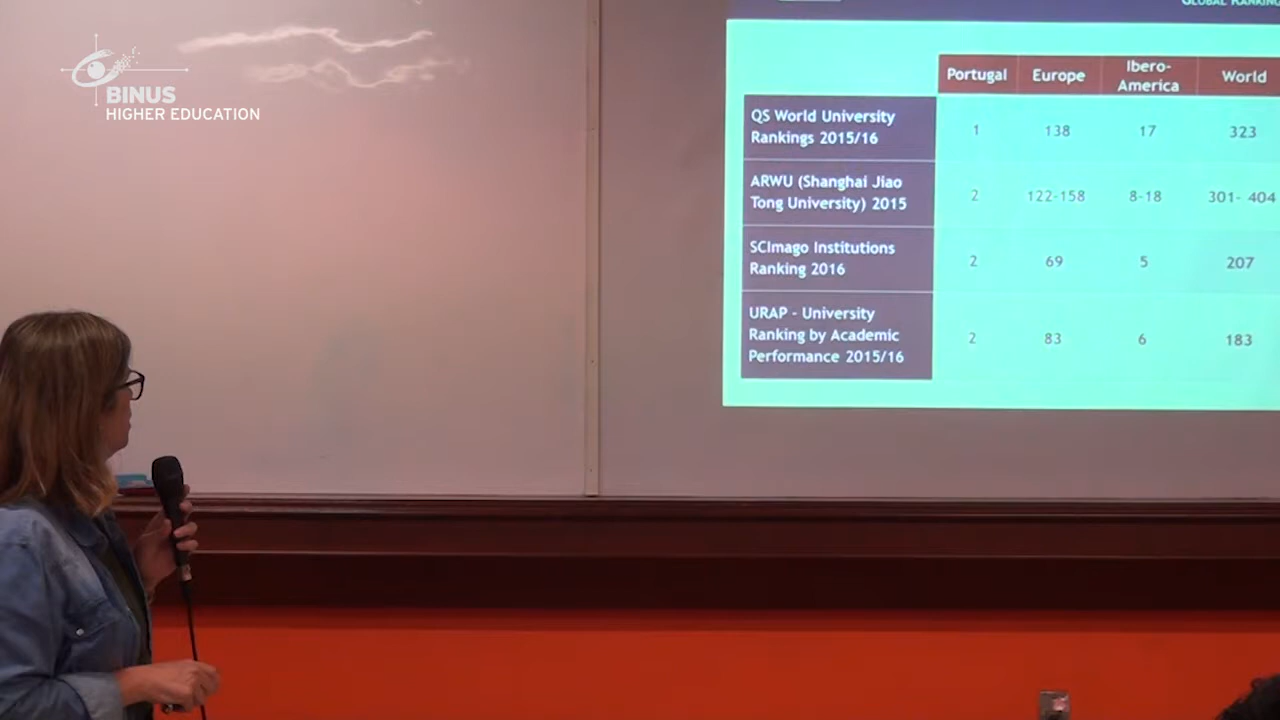 BINUS
HIGHER EDUCATION
GLOBAL RANKING
Portugal Europe Ibero-America World
QS World University
Rankings 2015/16
1 138 17 323
ARWU (Shanghai Jiao
Tong University) 2015
2 122-158 8-18 301- 404
SCImago Institutions
Ranking 2016
2 69 5 207
URAP - University
Ranking by Academic
Performance 2015/16
2 83 6 183